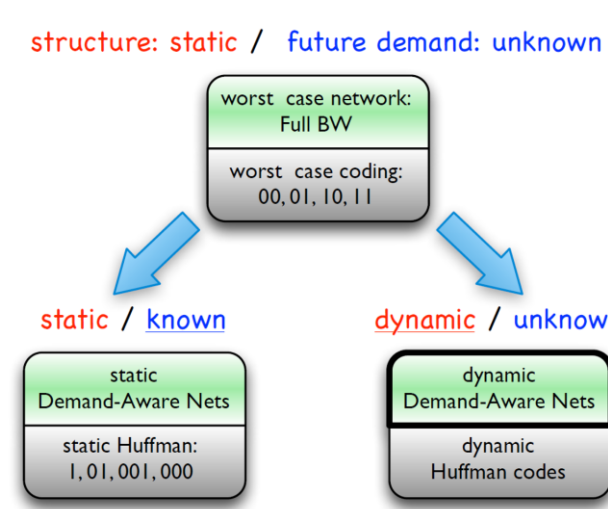 structure: static / future demand: unknown
worst case network:
Full BW
worst case coding:
00, 01, 10, 11
static / known
dynamic / unknow
static
Demand-Aware Nets
static Huffman:
1, 01, 001, 000
dynamic
Demand-Aware Nets
dynamic
Huffman codes